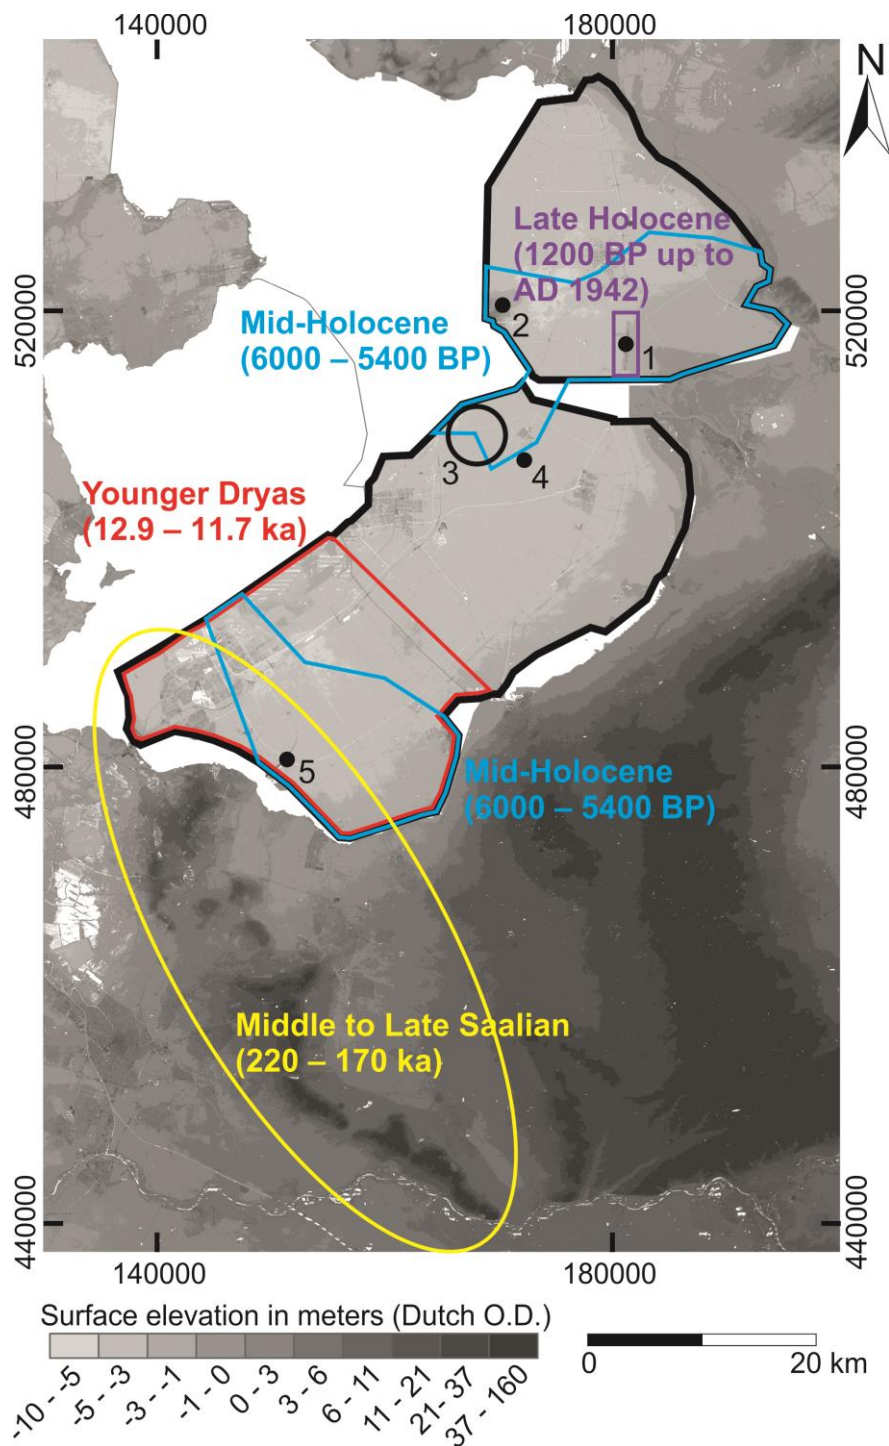 140000
180000
N
Late Holocene
(1200 BP up to
AD 1942)
520000
520000
2
1
Mid-Holocene
(6000 – 5400 BP)
3
4
Younger Dryas
(12.9 – 11.7 ka)
480000
480000
5
Mid-Holocene
(6000 – 5400 BP)
Middle to Late Saalian
(220 – 170 ka)
440000
440000
140000
180000
Surface elevation in meters (Dutch O.D.)
-10 - -5
-5 - -3
-3 - -1
-1 - 0
0 - 3
3 - 6
6 - 11
11 - 21
21- 37
37 - 160
0
20 km